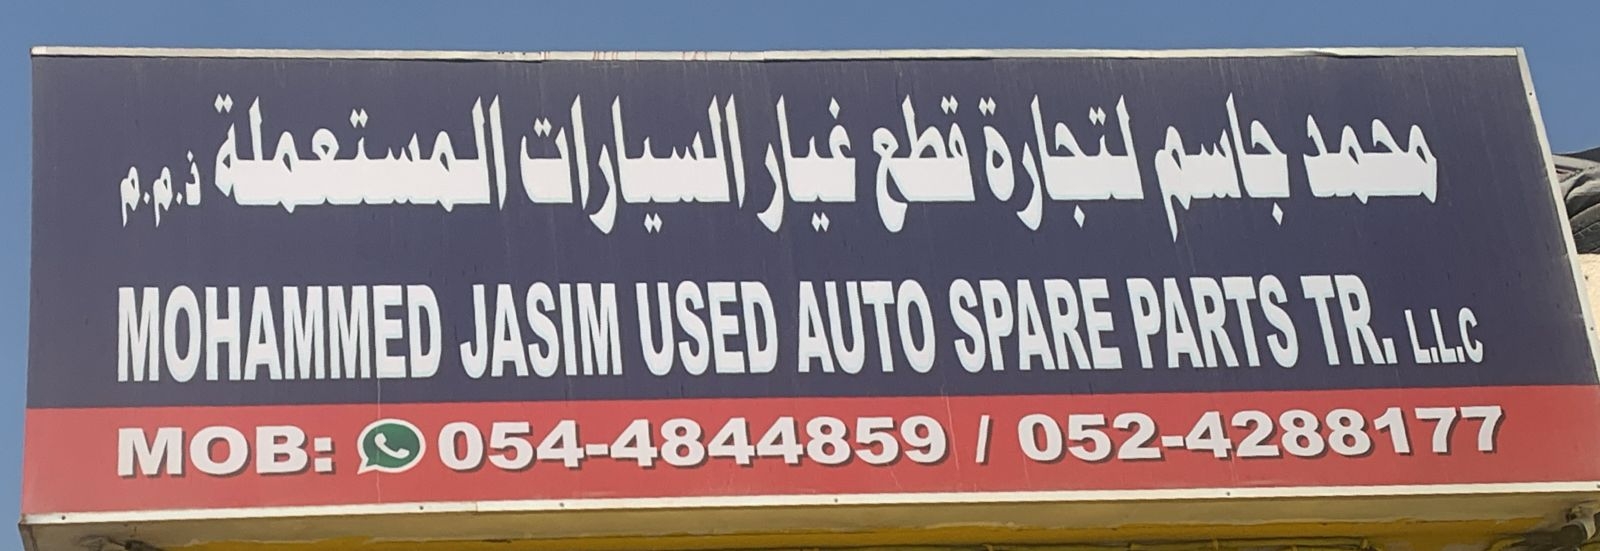 محمد جاسم لتجارة قطع غيار السيارات المستعملة ذ.م.م
MOHAMMED JASIM USED AUTO SPARE PARTS TR. L.L.C
MOB: 054-4844859 / 052-4288177